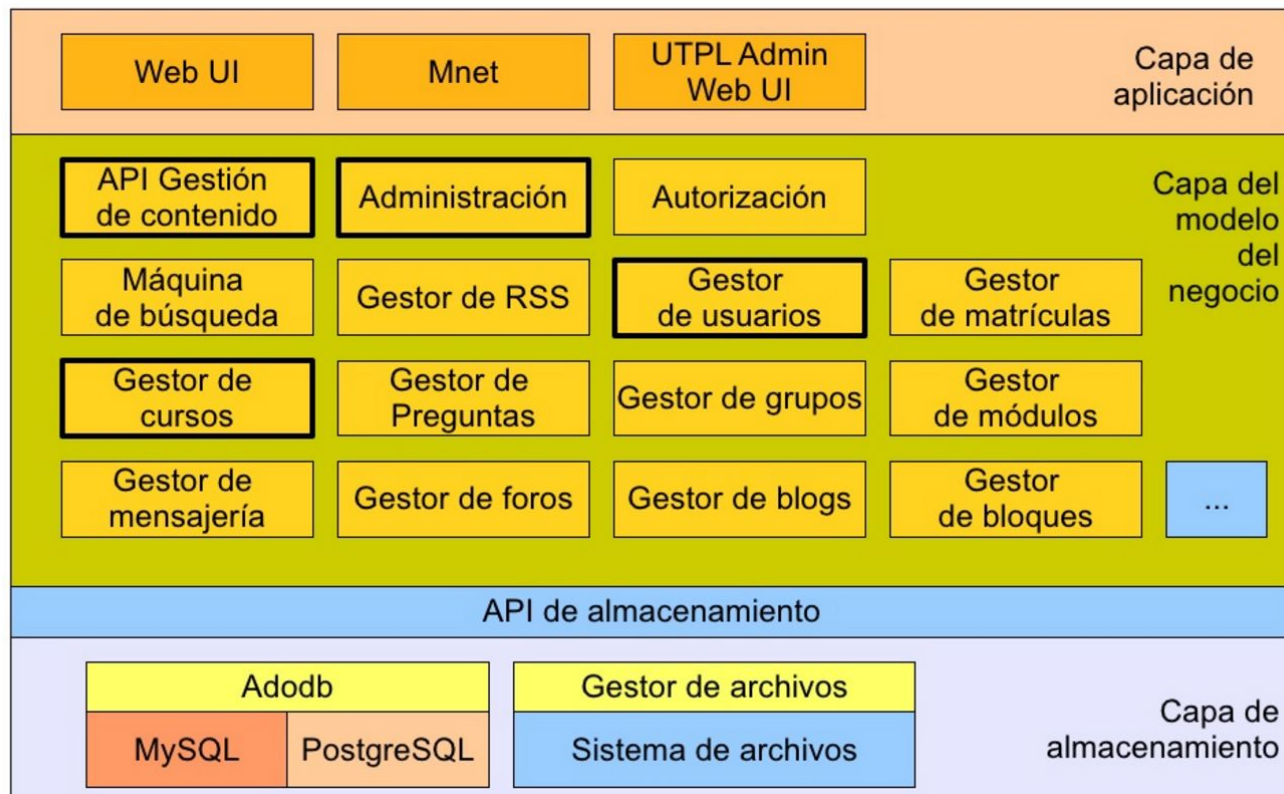 Web UI
Mnet
UTPL Admin
Web UI
Capa de
aplicación
API Gestión
de contenido
Administración
Autorización
Capa del
modelo
del
negocio
Máquina
de búsqueda
Gestor de RSS
Gestor
de usuarios
Gestor
de matrículas
Gestor de
cursos
Gestor de
Preguntas
Gestor de grupos
Gestor
de módulos
Gestor de
mensajería
Gestor de foros
Gestor de blogs
Gestor
de bloques
...
API de almacenamiento
Adodb
MySQL
PostgreSQL
Gestor de archivos
Sistema de archivos
Capa de
almacenamiento